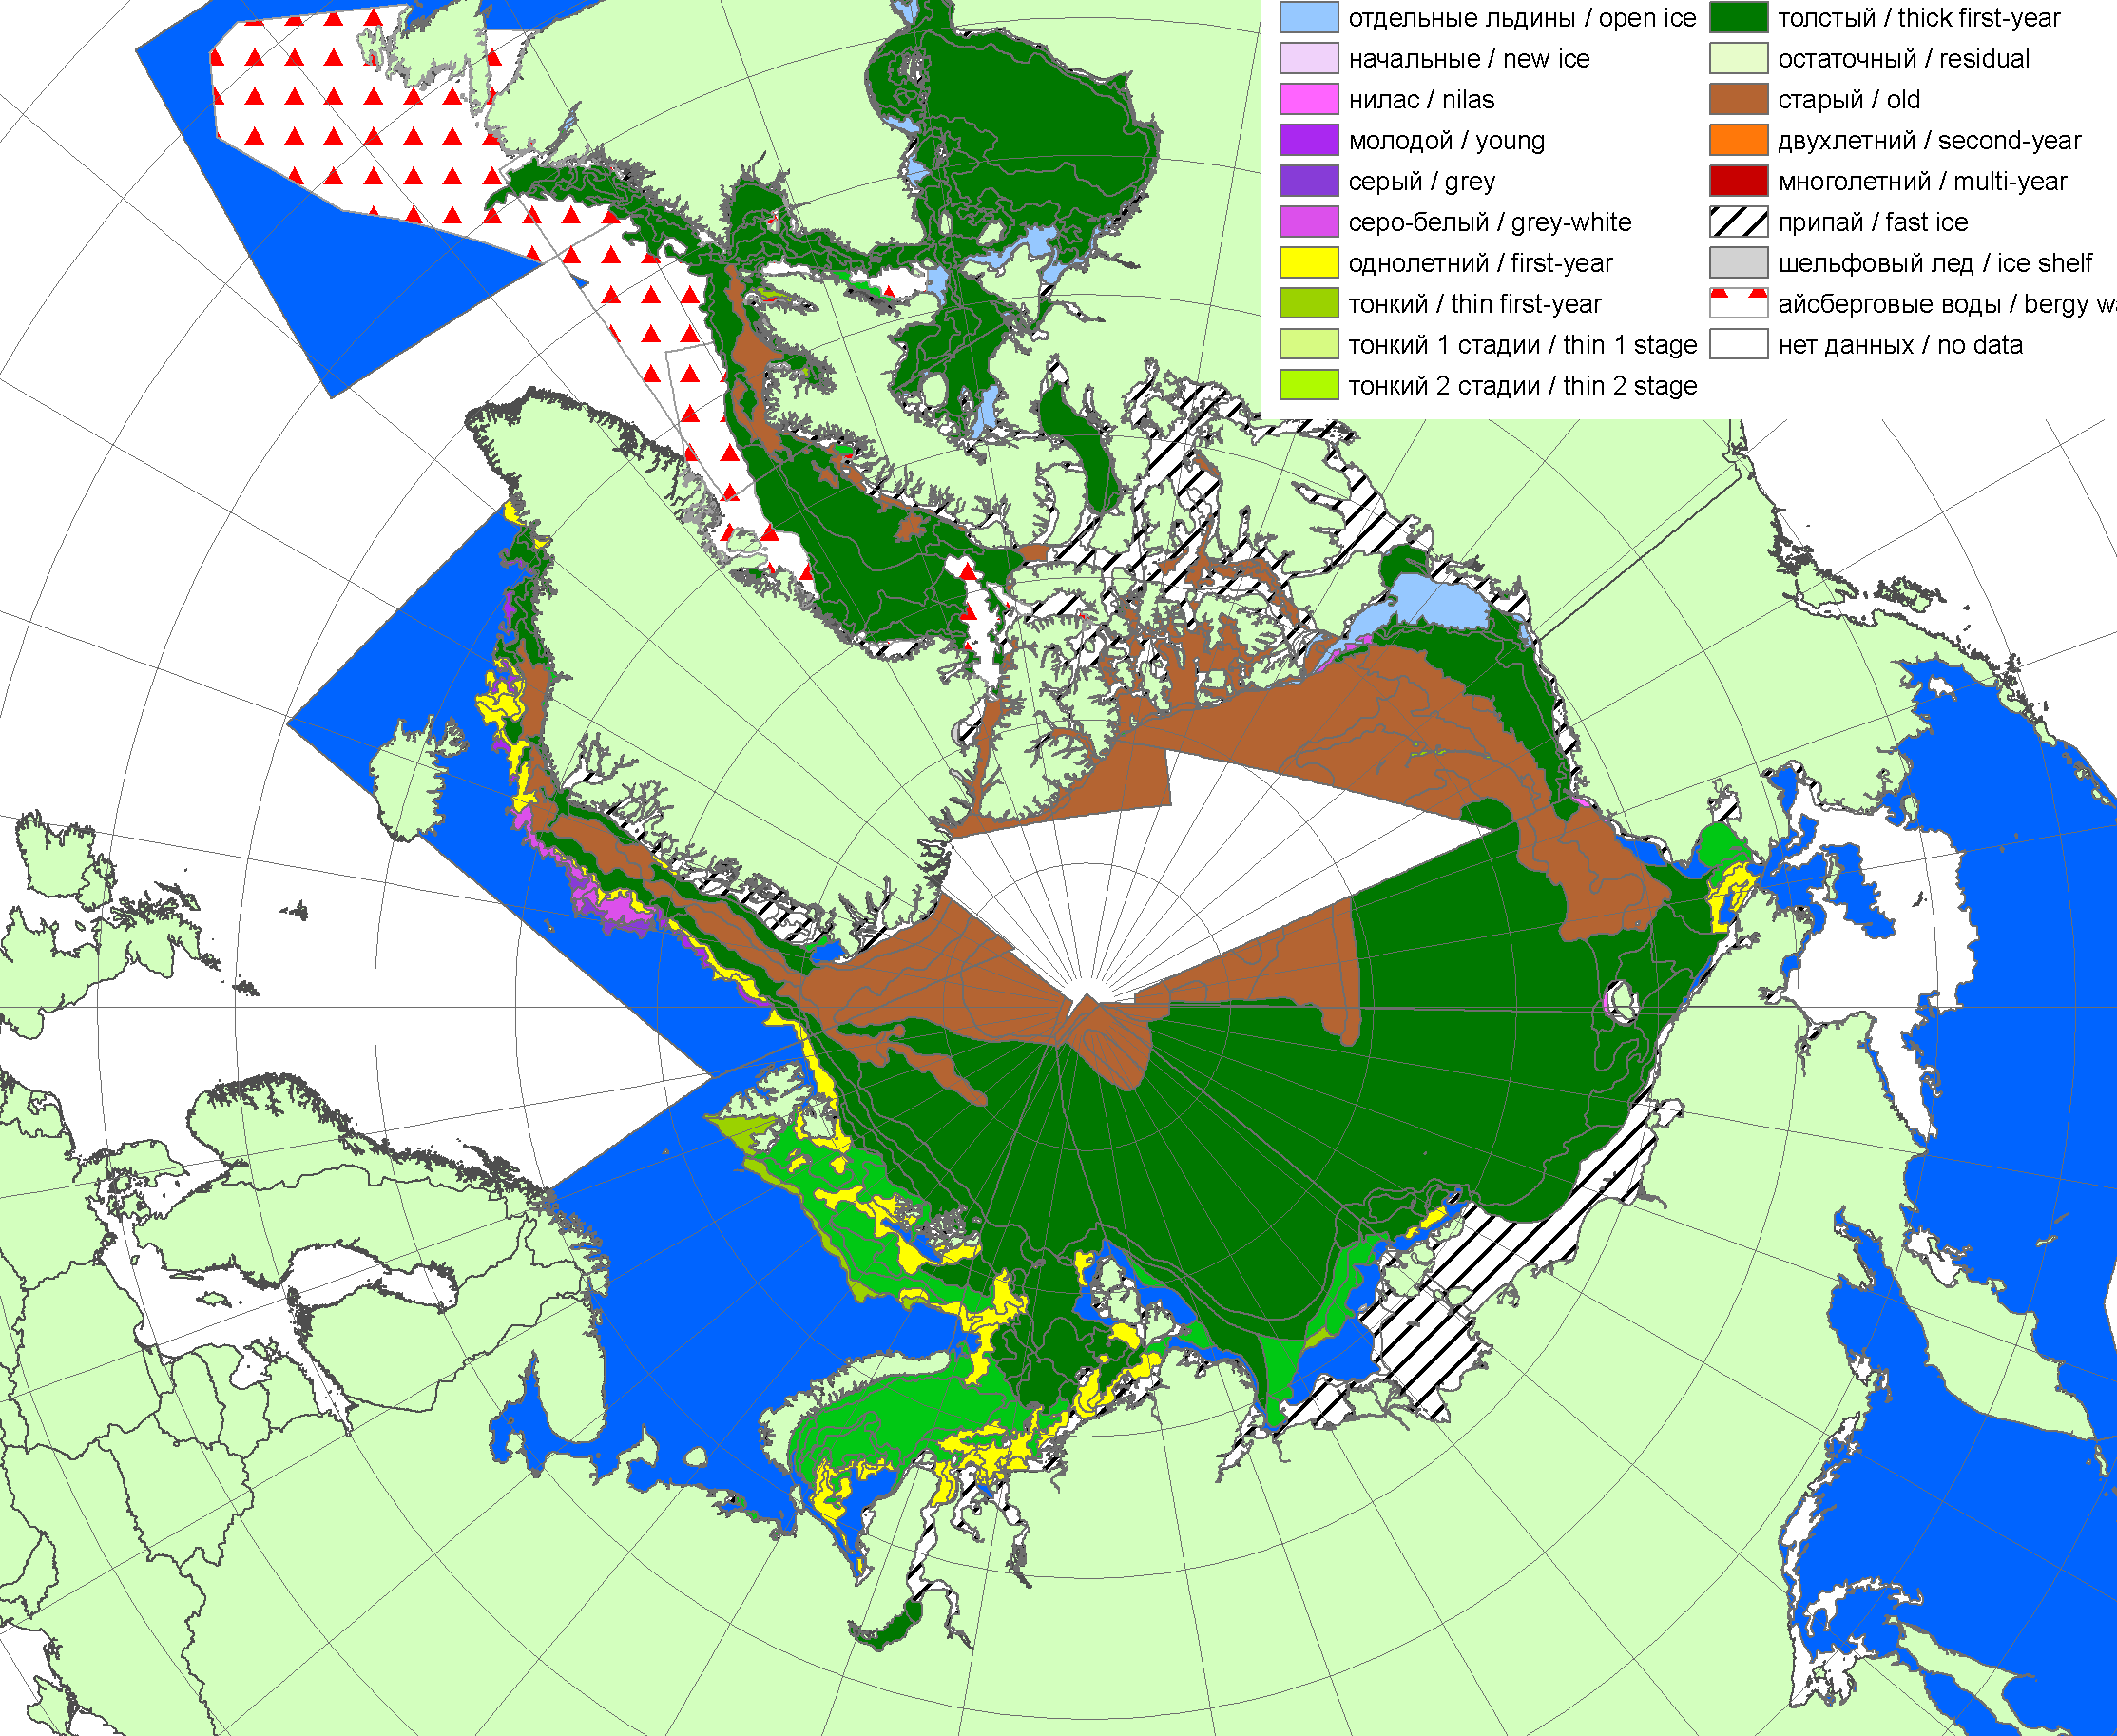 отдельные льдины / open ice
начальные / new ice
нилас / nilas
молодой / young
серый / grey
серо-белый / grey-white
однолетний / first-year
тонкий / thin first-year
тонкий 1 стадии / thin 1 stage
тонкий 2 стадии / thin 2 stage
толстый / thick first-year
остаточный / residual
старый / old
двухлетний / second-year
многолетний / multi-year
припай / fast ice
шельфовый лед / ice shelf
айсберговые воды / bergy
нет данных / no data